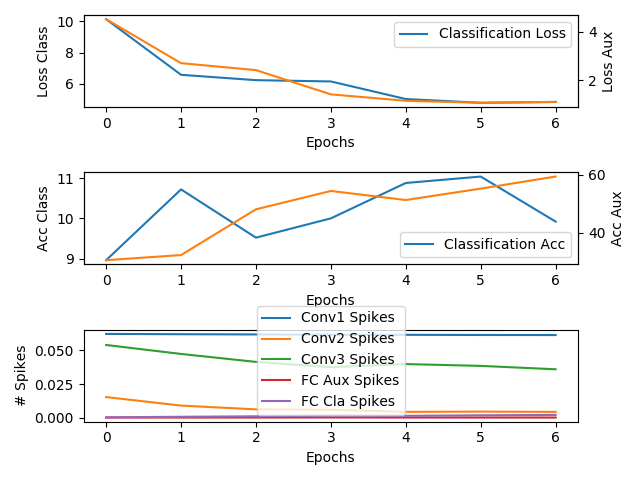 10
8
6
Loss Class
Classification Loss
4
2
Loss Aux
0 1 2 3 4 5 6
Epochs
11
10
9
Acc Class
Classification Acc
60
40
Acc Aux
0 1 2 3 4 5 6
Epochs
0.050
0.025
0.000
# Spikes
Conv1 Spikes
Conv2 Spikes
Conv3 Spikes
FC Aux Spikes
FC Cla Spikes
0 1 2 3 4 5 6
Epochs